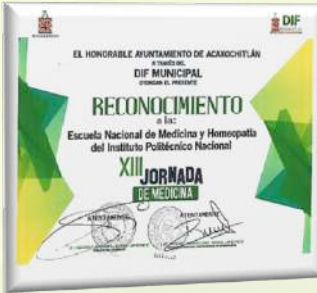 DIF
EL HONORABLE AYUNTAMIENTO DE ACAXOCHITLÁN
A TRAVÉS DEL
DIF MUNICIPAL
OTORGAN EL PRESENTE
RECONOCIMIENTO
a la:
Escuela Nacional de Medicina y Homeopatía
del Instituto Politécnico Nacional
XIII JORNADA
DE MEDICINA
ATENTAMENTE
ATENTAMENTE